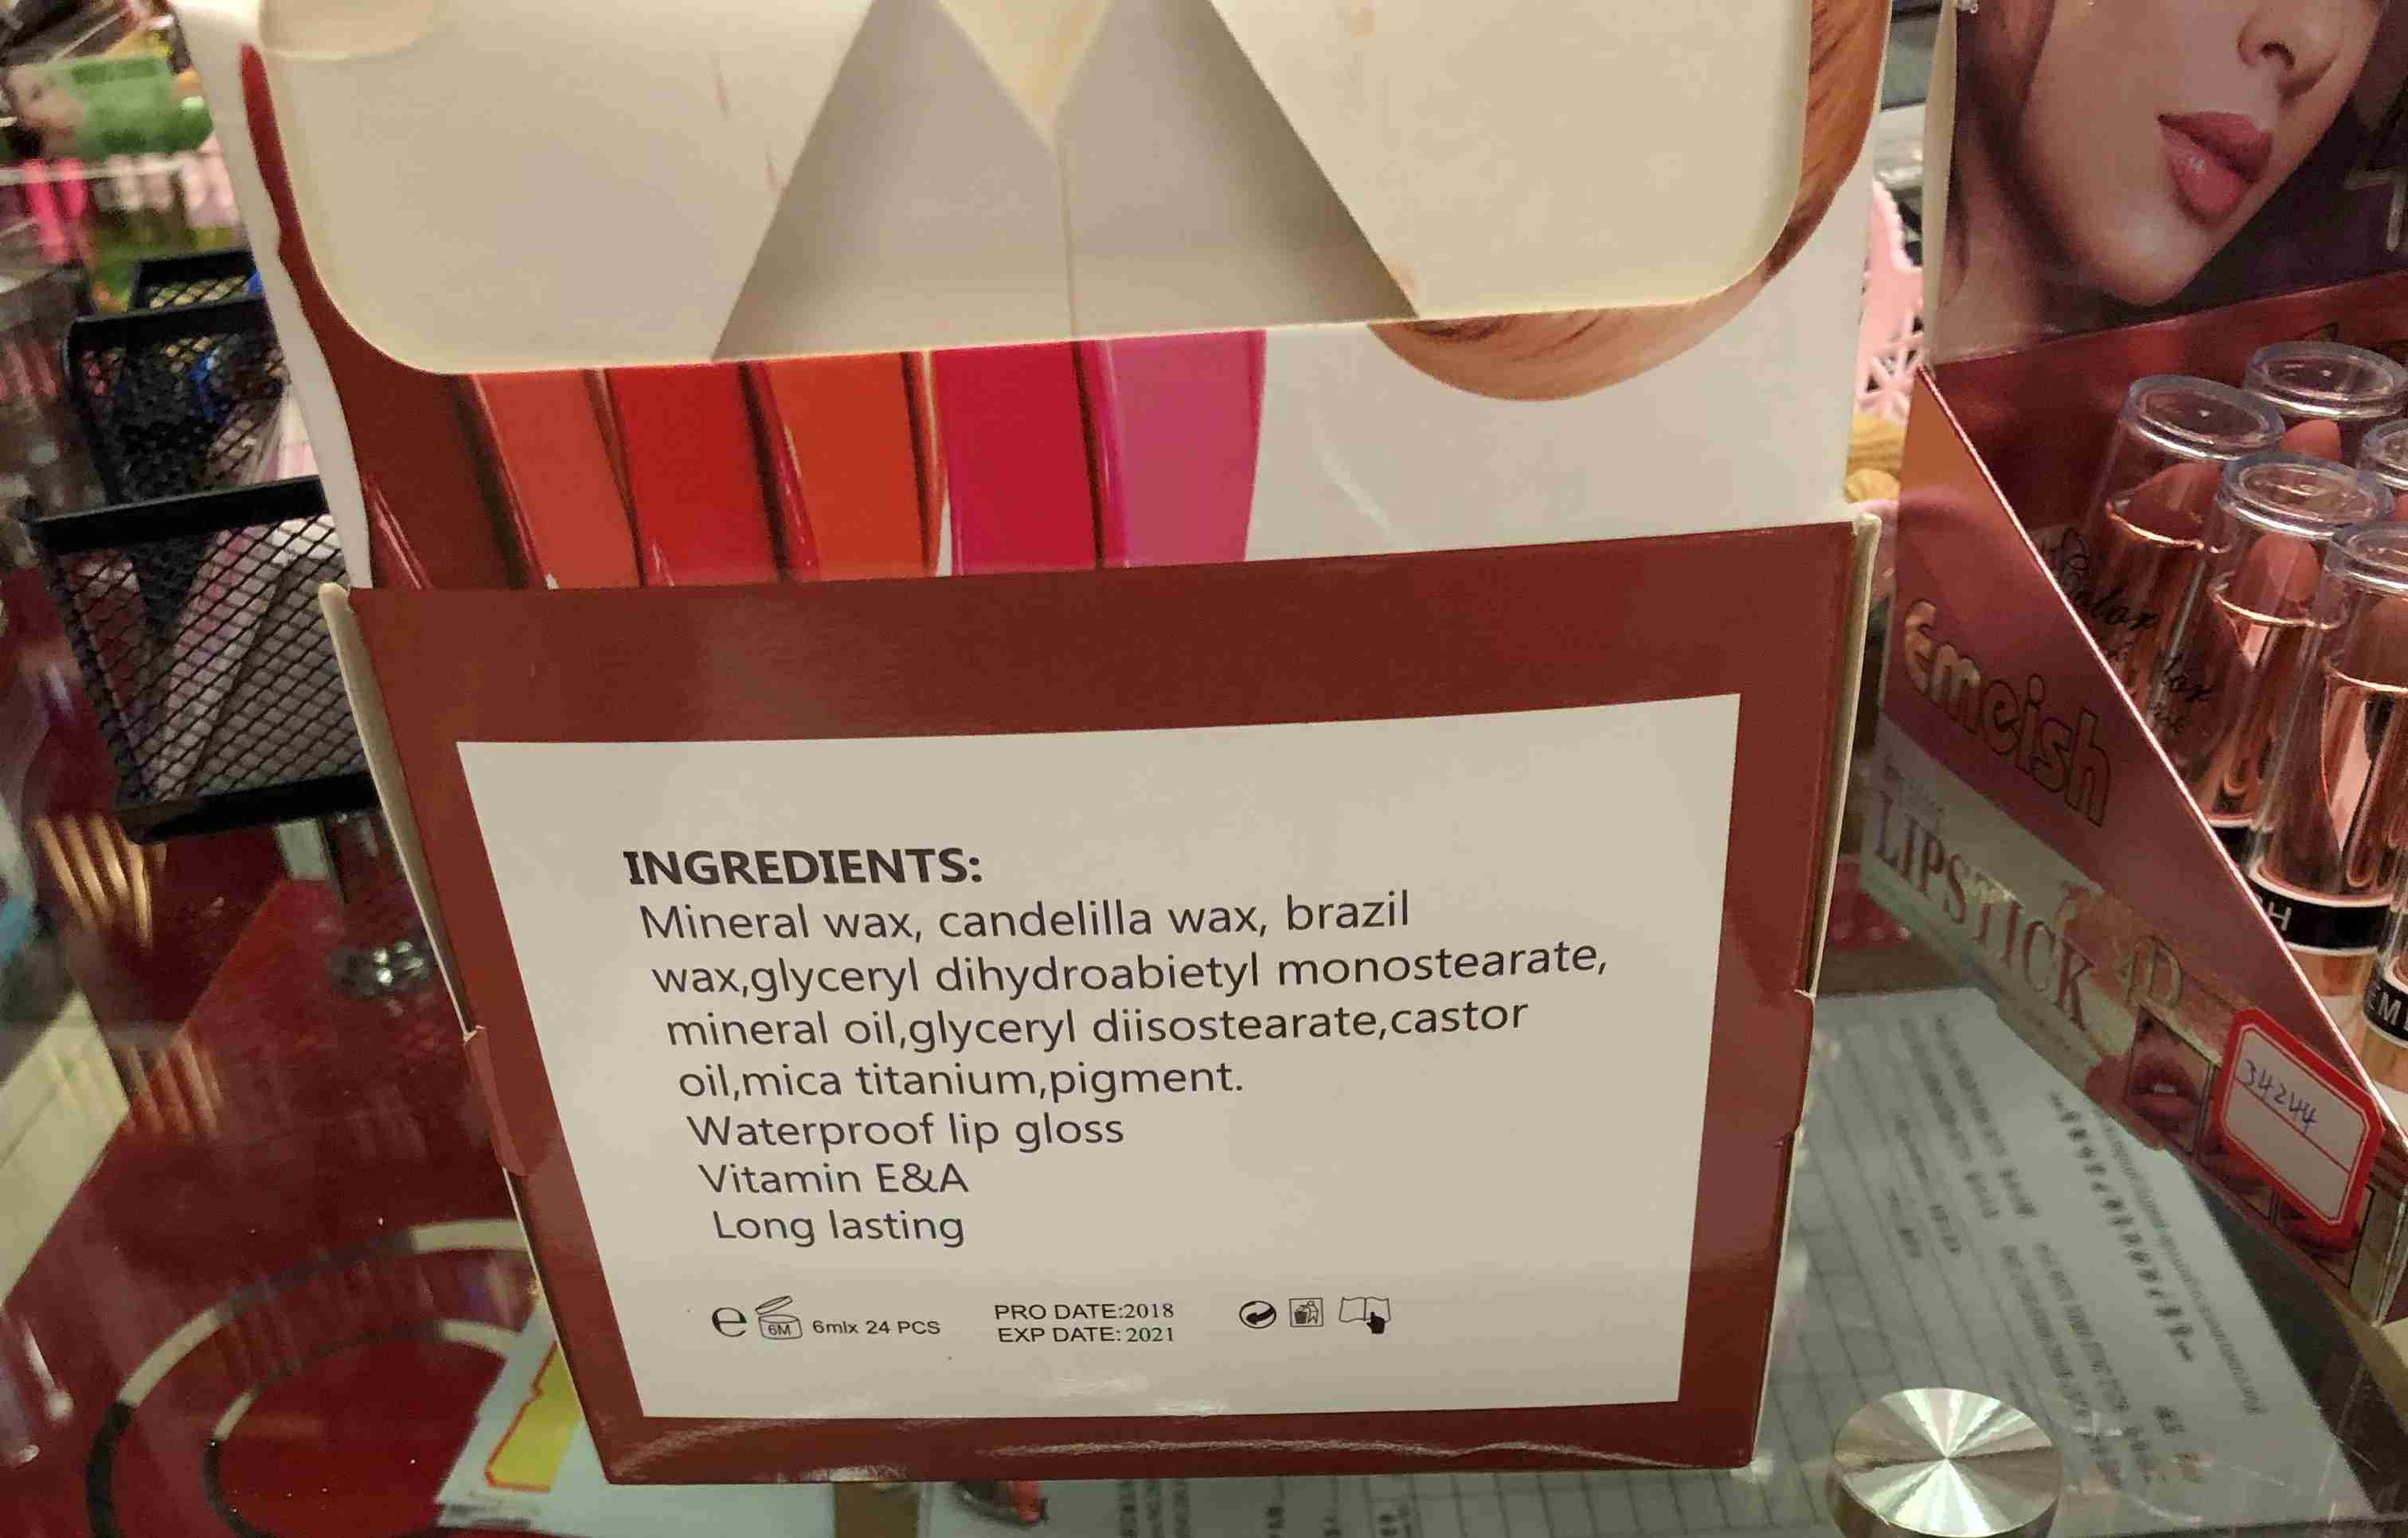 INGREDIENTS:
Mineral wax, candelilla wax, brazil
wax,glyceryl dihydroabietyl monostearate,
mineral oil,glyceryl diisostearate,castor
oil,mica titanium,pigment.
Waterproof lip gloss
Vitamin E&A
Long lasting
e 6M 6mlx 24 PCS
PRO DATE:2018
EXP DATE: 2021
Emeish
LIPSTICK
34244